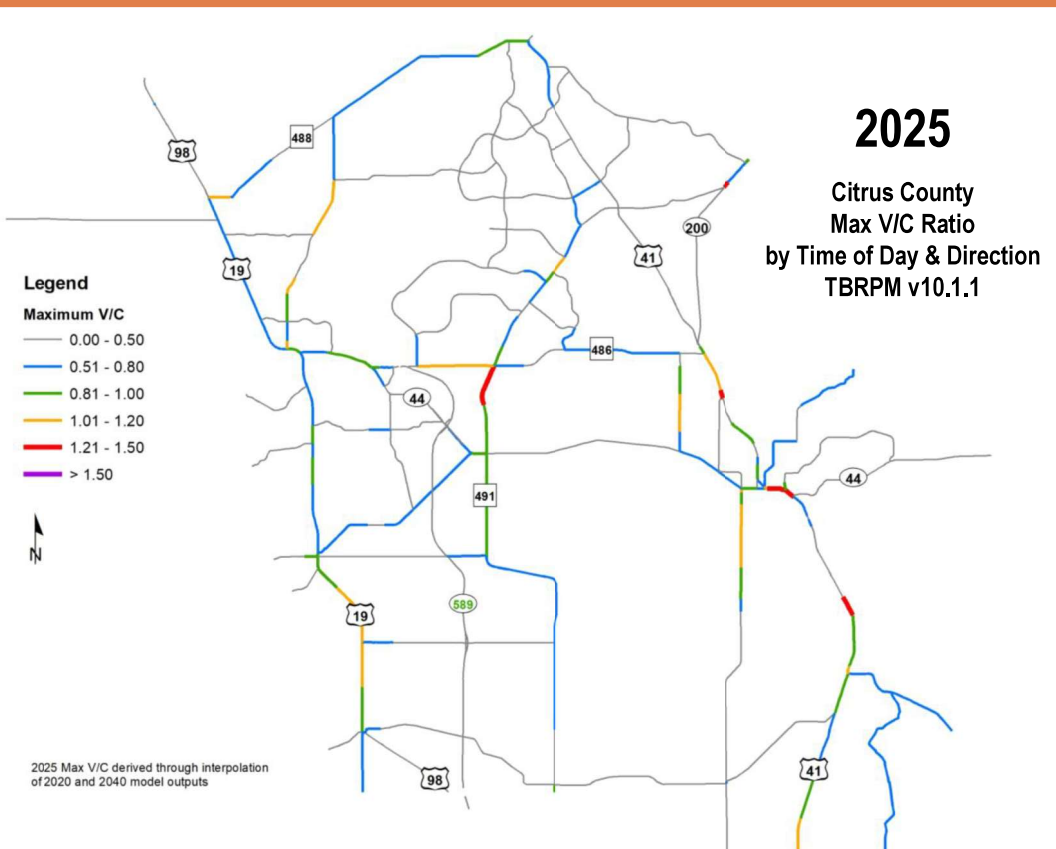 2025
Citrus County
Max V/C Ratio
by Time of Day & Direction
TBRPM v10.1.1
488
98
200
19
41
Legend
Maximum V/C
0.00 - 0.50
0.51 - 0.80
0.81 - 1.00
1.01 - 1.20
1.21 - 1.50
> 1.50
486
44
44
491
N
589
19
98
41
2025 Max V/C derived through interpolation
of 2020 and 2040 model outputs